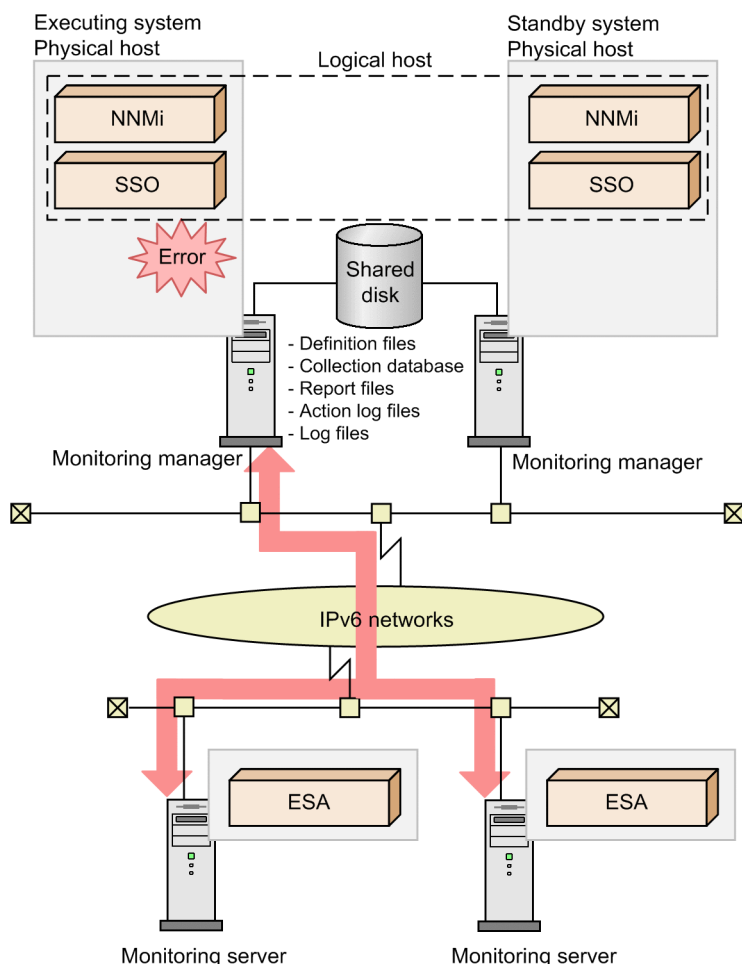 Executing system
Physical host
Standby system
Physical host
Logical host
NNMi
NNMi
SSO
SSO
Error
Shared
disk
- Definition files
- Collection database
- Report files
- Action log files
- Log files
Monitoring manager
Monitoring manager
IPv6 networks
ESA
ESA
Monitoring server
Monitoring server